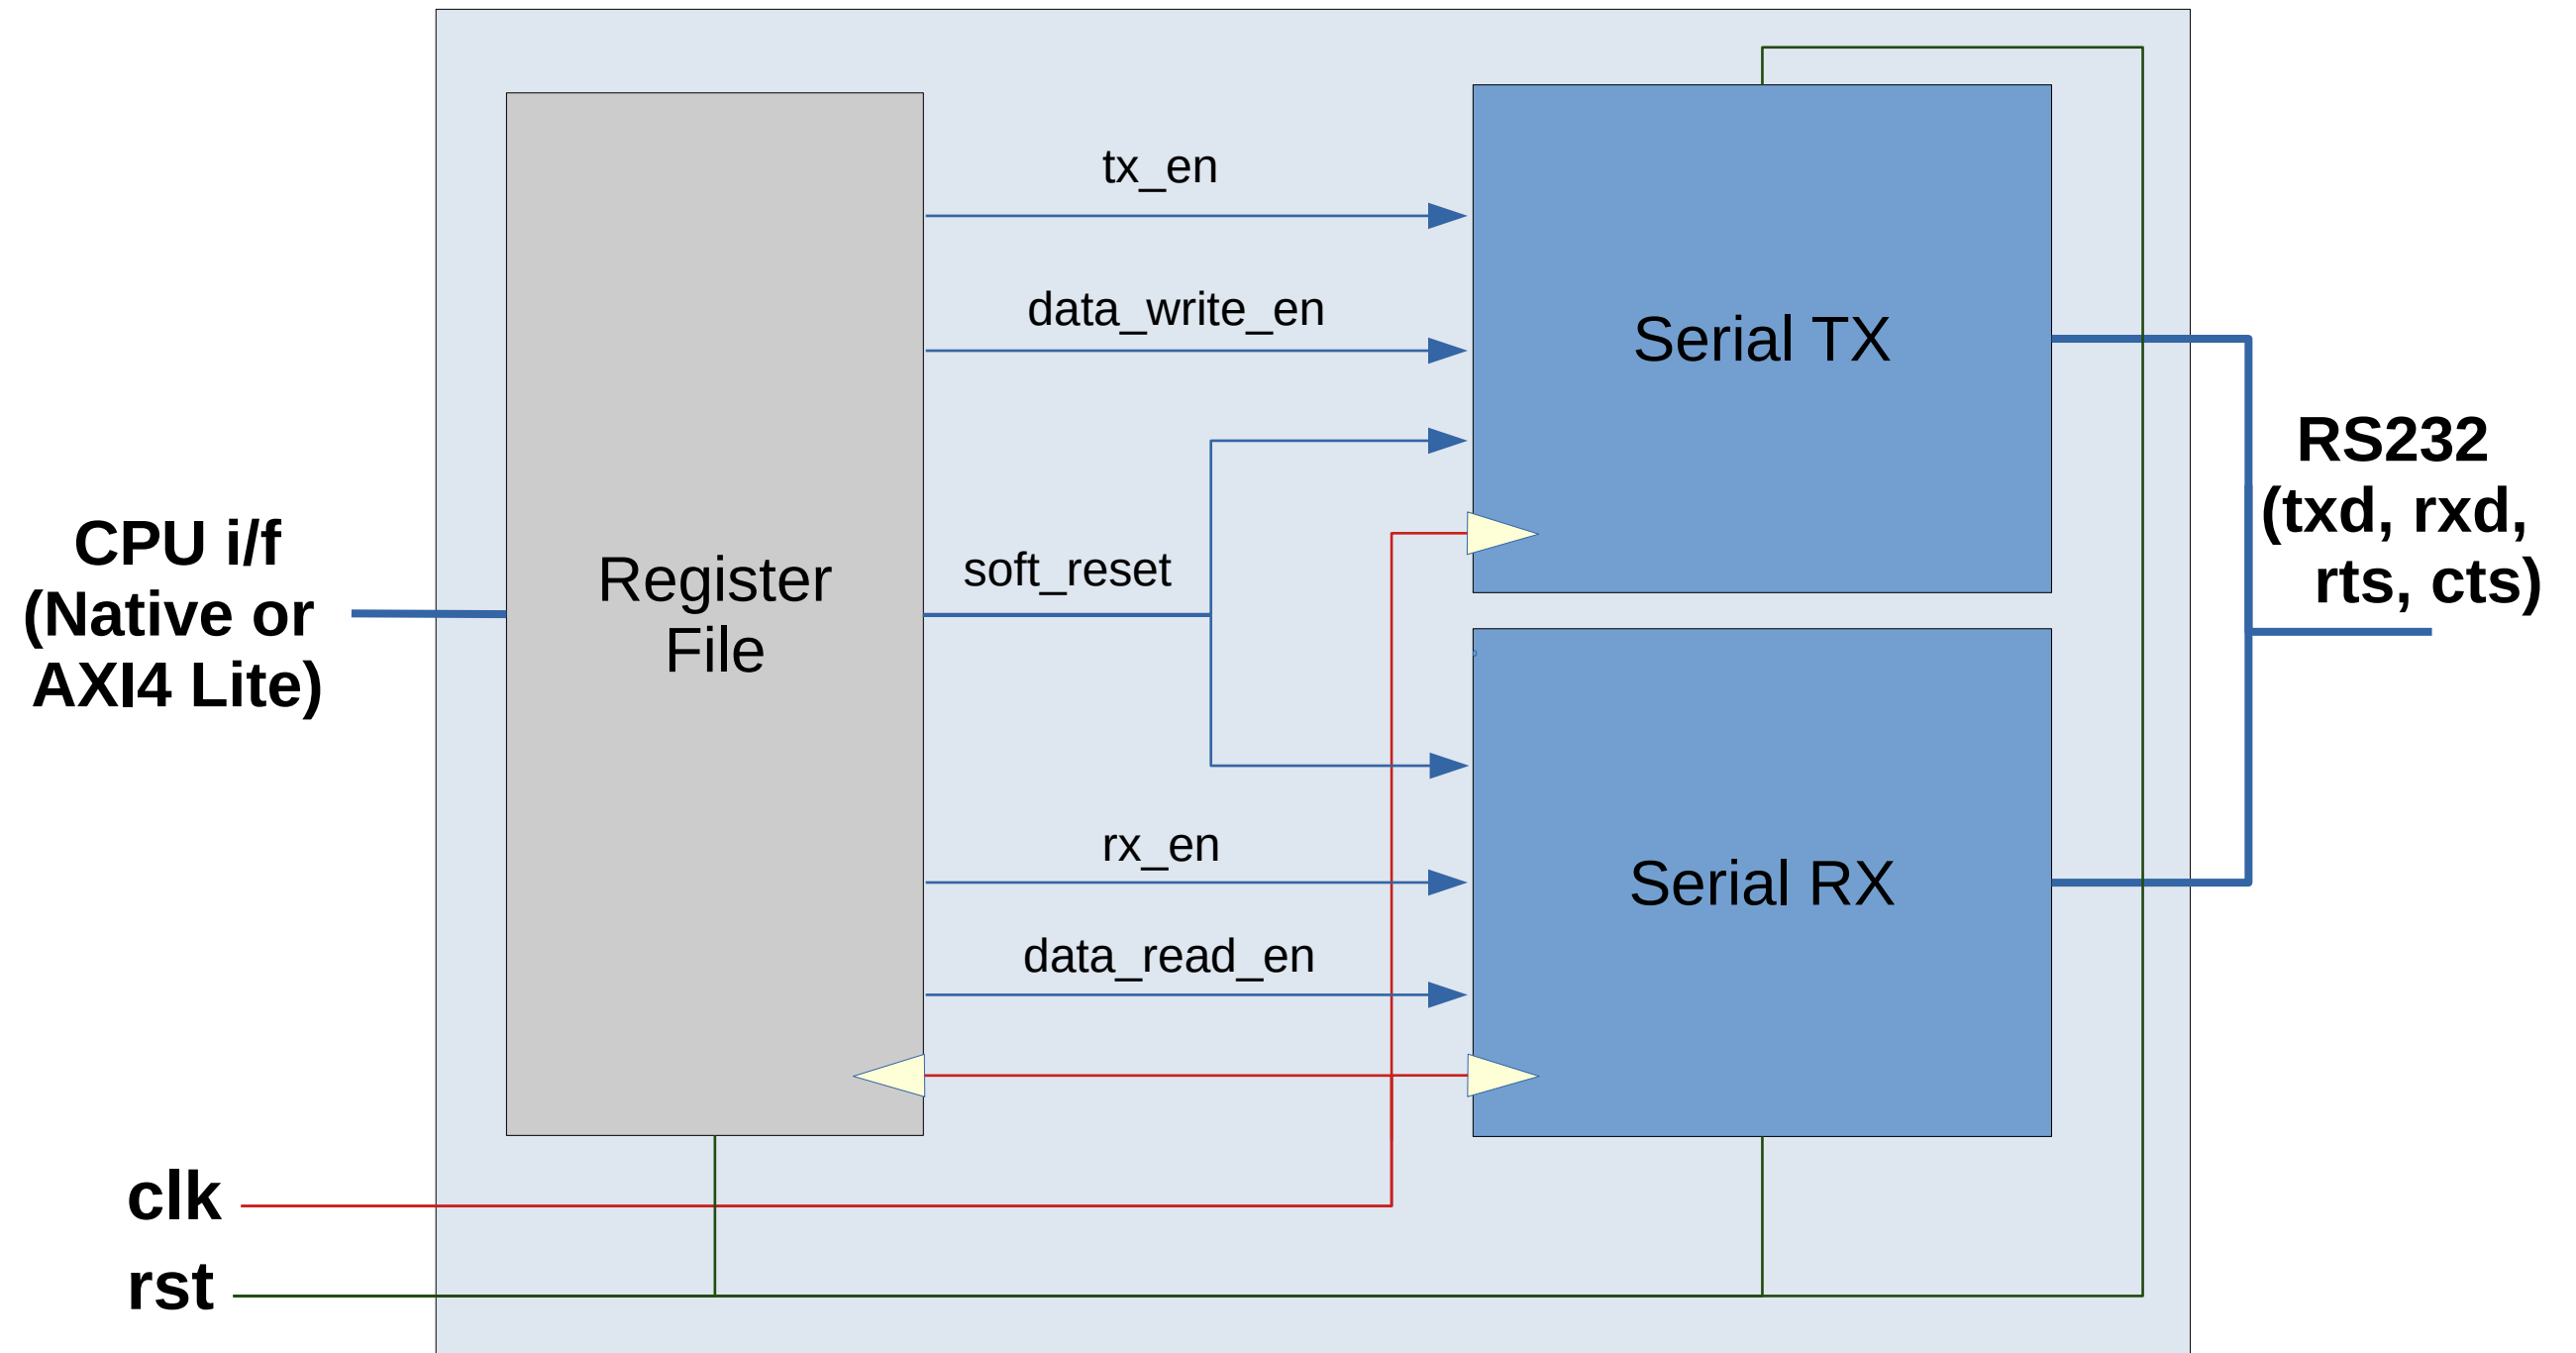 CPU i/f
(Native or
AXI4 Lite)
clk
rst
Register
File
tx_en
data_write_en
soft_reset
rx_en
data_read_en
Serial TX
Serial RX
RS232
(txd, rxd,
rts, cts)